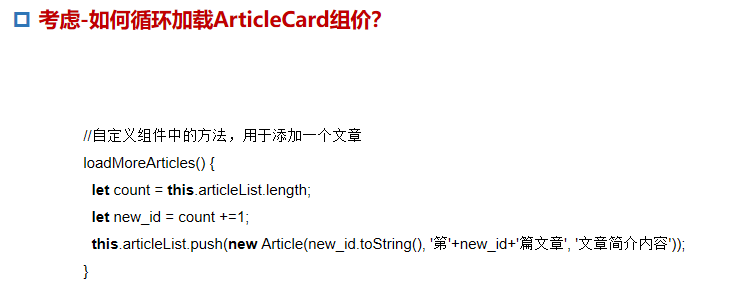 考虑-如何循环加载ArticleCard组价？
//自定义组件中的方法，用于添加一个文章
loadMoreArticles() {
let count = this.articleList.length;
let new_id = count +=1;
this.articleList.push(new Article(new_id.toString(), '第'+new_id+'篇文章', '文章简介内容'));
}